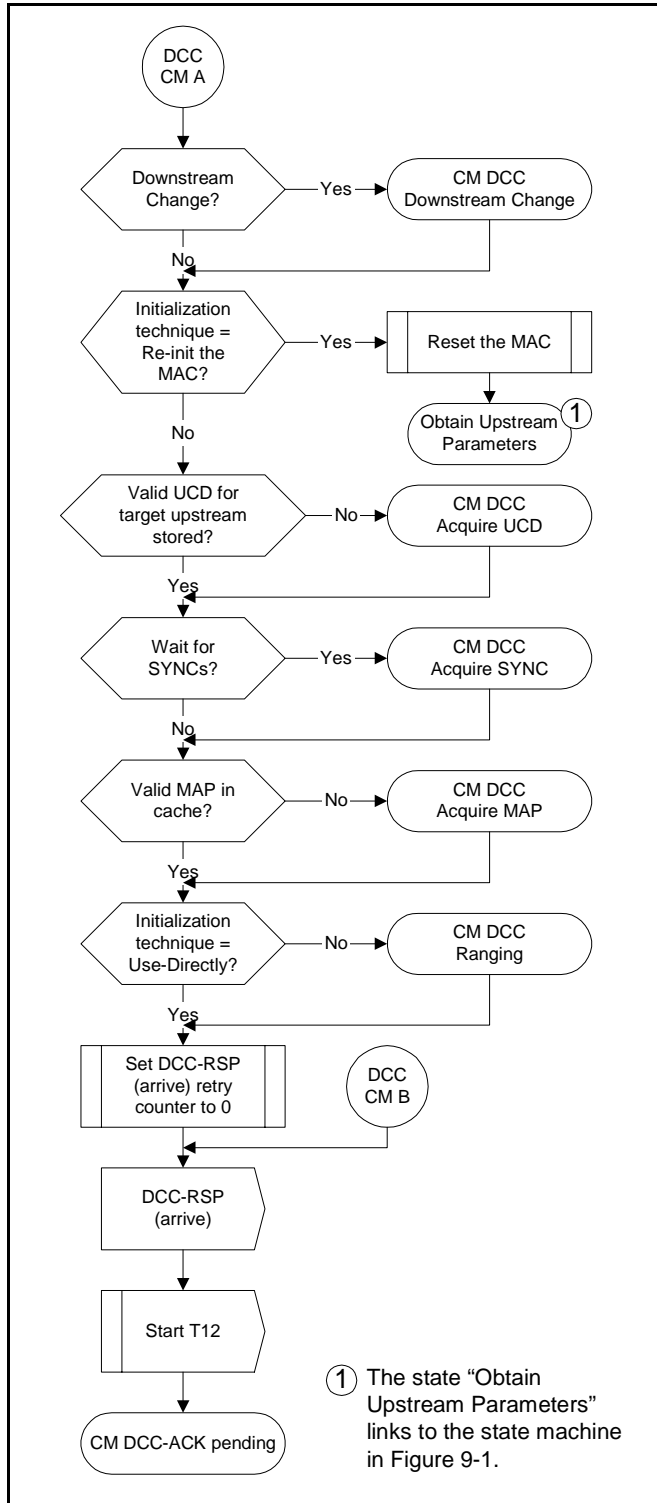 DCC
CM A
Downstream
Change?
Yes
CM DCC
Downstream Change
No
Initialization
technique =
Re-init the
MAC?
Yes
Reset the MAC
Obtain Upstream
Parameters
1
No
Valid UCD for
target upstream
stored?
No
CM DCC
Acquire UCD
Yes
Wait for
SYNCs?
Yes
CM DCC
Acquire SYNC
No
Valid MAP in
cache?
No
CM DCC
Acquire MAP
Yes
Initialization
technique =
Use-Directly?
No
CM DCC
Ranging
Yes
Set DCC-RSP
(arrive) retry
counter to 0
DCC
CM B
DCC-RSP
(arrive)
Start T12
CM DCC-ACK pending
1 The state “Obtain
Upstream Parameters”
links to the state machine
in Figure 9-1.